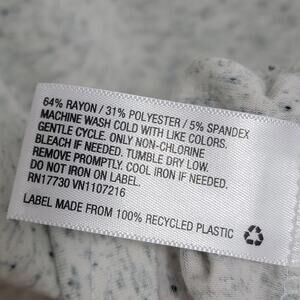 64% RAYON / 31% POLYESTER / 5% SPANDEX
MACHINE WASH COLD WITH LIKE COLORS.
GENTLE CYCLE. ONLY NON-CHLORINE
BLEACH IF NEEDED. TUMBLE DRY LOW.
REMOVE PROMPTLY. COOL IRON IF NEEDED.
DO NOT IRON ON LABEL.
RN17730 VN1107216
LABEL MADE FROM 100% RECYCLED PLASTIC